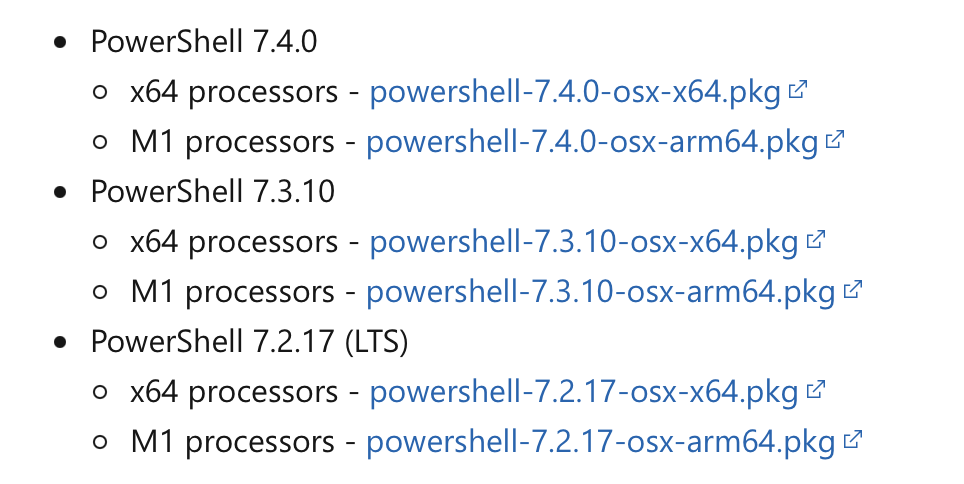 PowerShell 7.4.0
x64 processors - powershell-7.4.0-osx-x64.pkg
M1 processors - powershell-7.4.0-osx-arm64.pkg
PowerShell 7.3.10
x64 processors - powershell-7.3.10-osx-x64.pkg
M1 processors - powershell-7.3.10-osx-arm64.pkg
PowerShell 7.2.17 (LTS)
x64 processors - powershell-7.2.17-osx-x64.pkg
M1 processors - powershell-7.2.17-osx-arm64.pkg